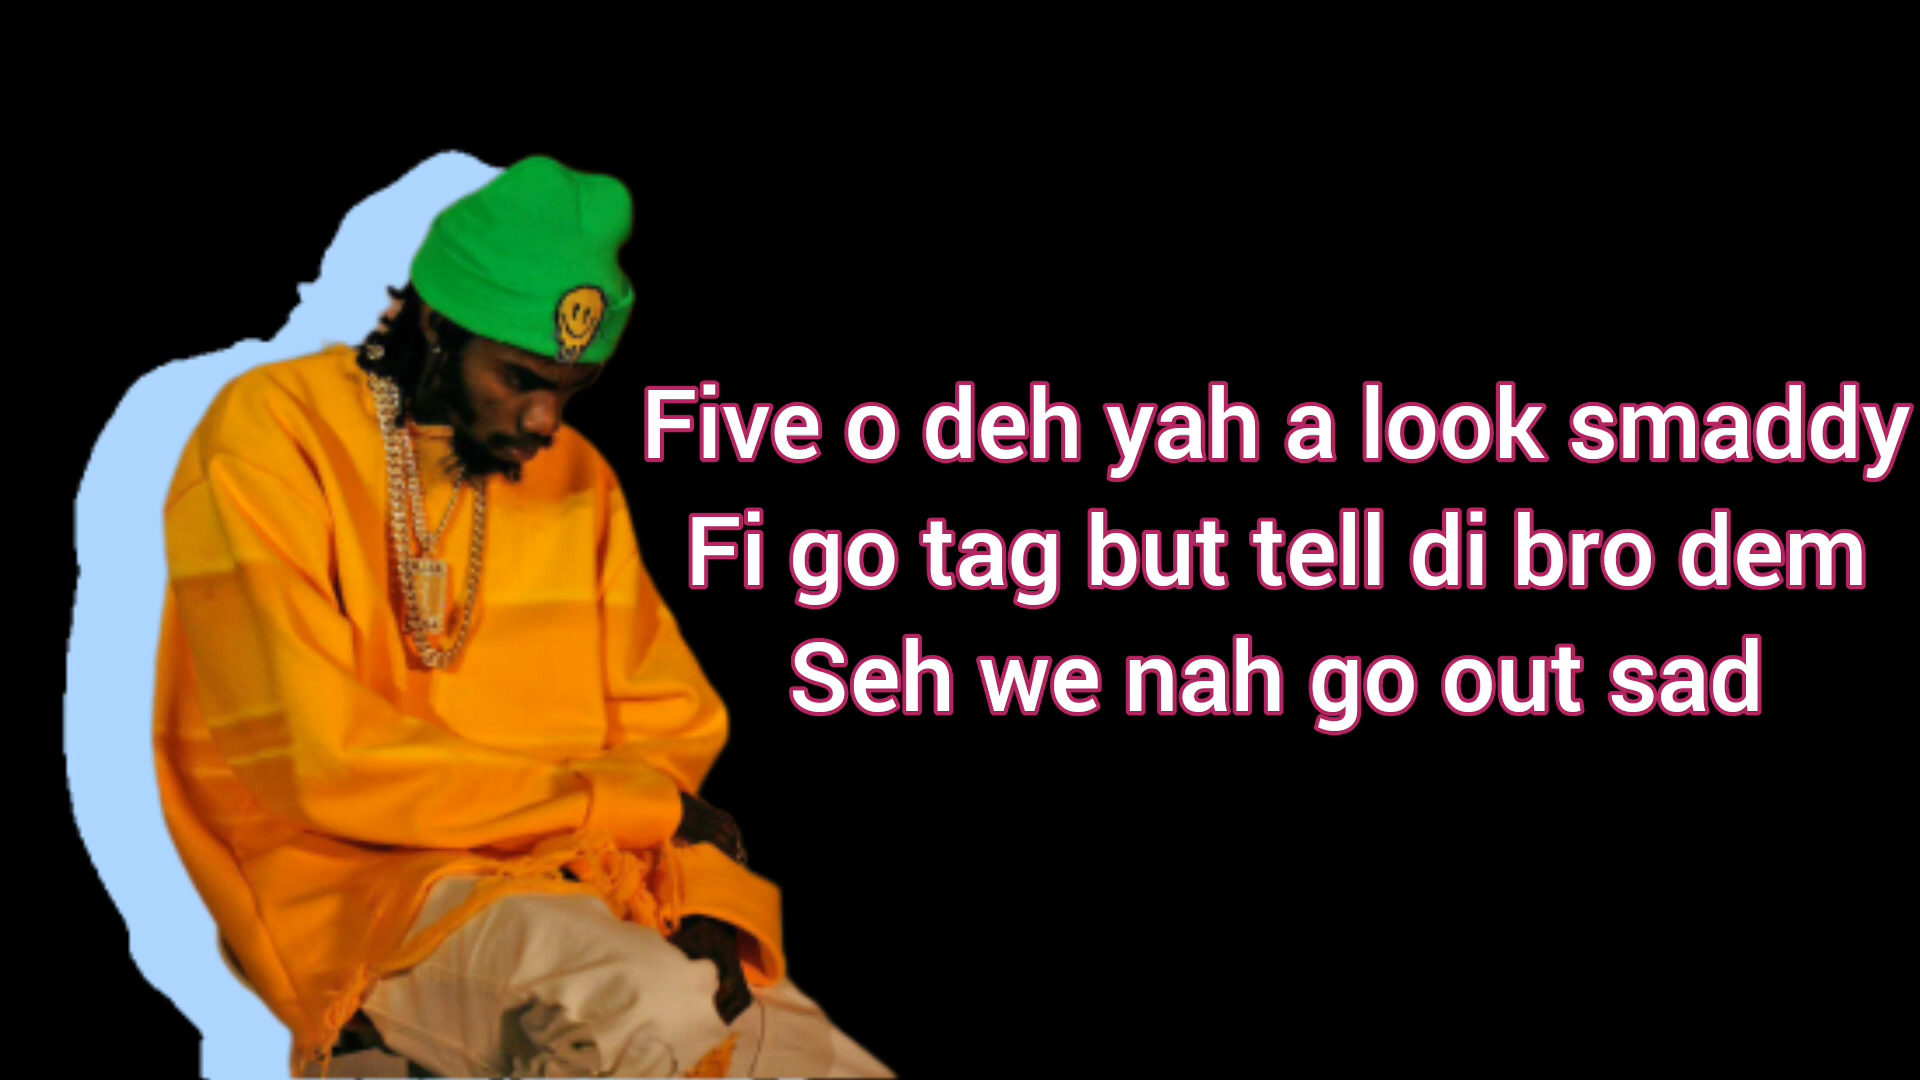 Five o deh yah a look smaddy
Fi go tag but tell di bro dem
Seh we nah go out sad